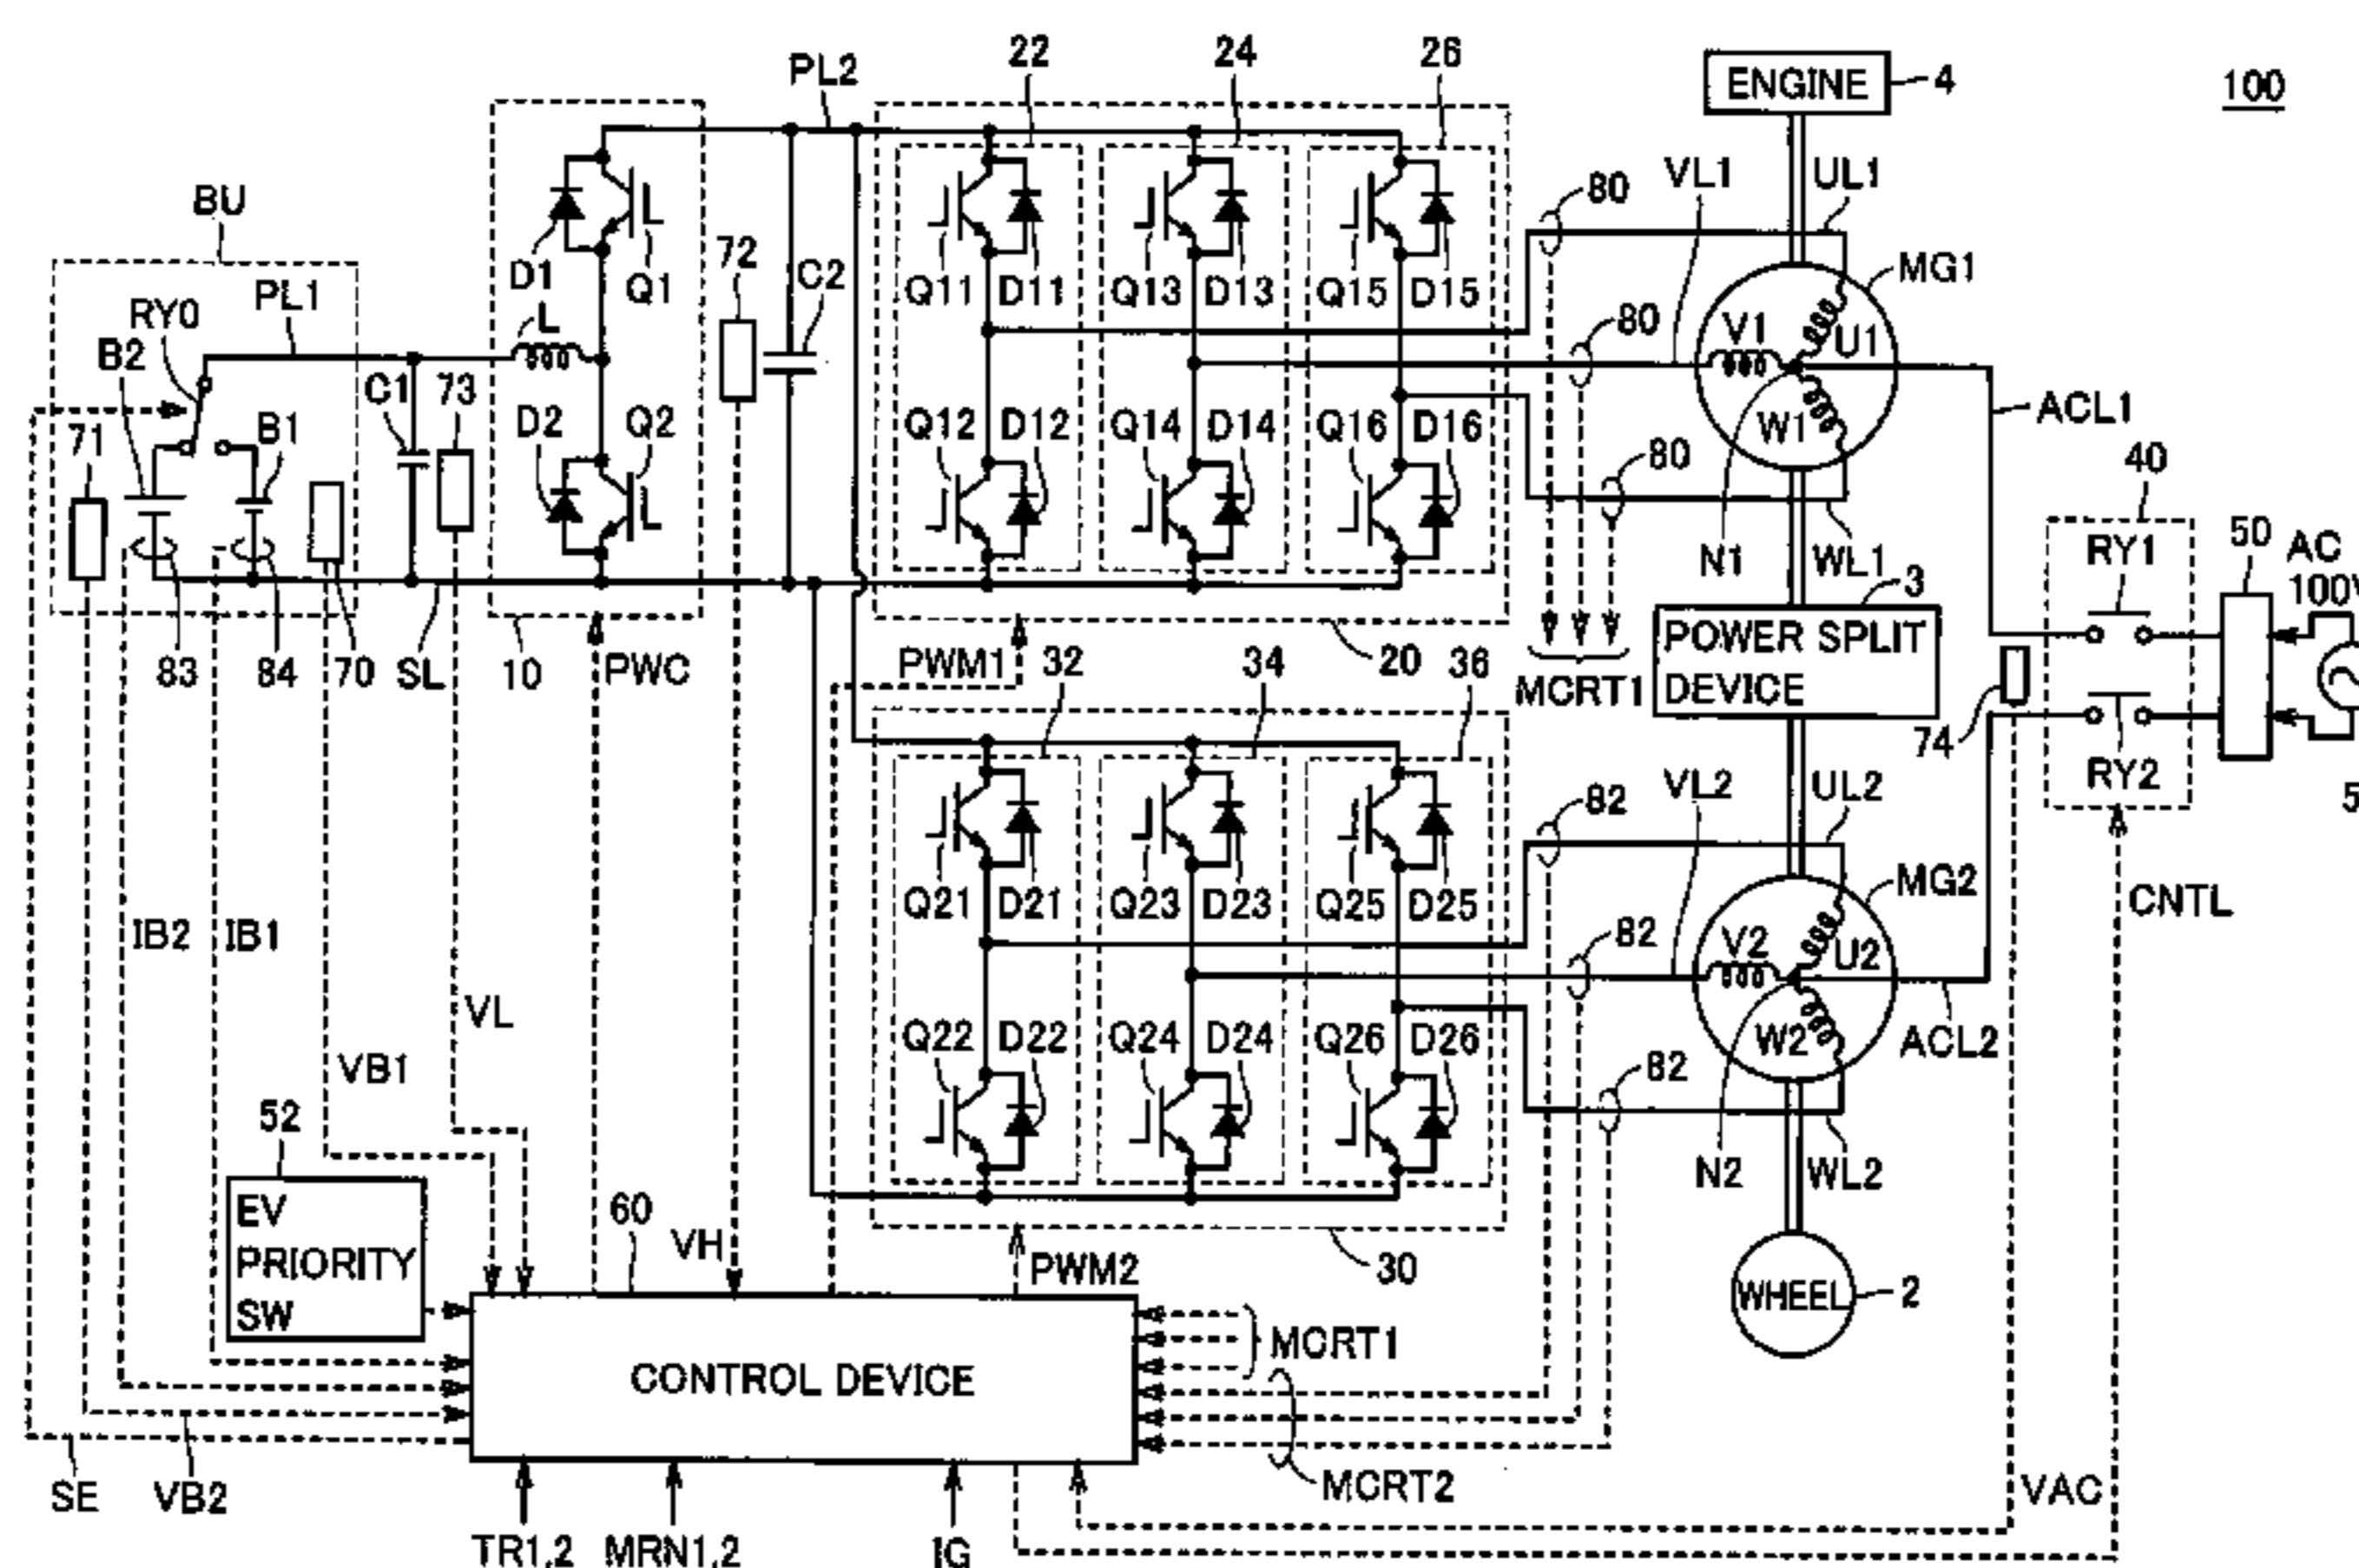 22
24
26
PL2
ENGINE
4
100
BU
80
VL1
UL1
72
D1
Q1
C2
Q11
D11
Q13
D13
Q15
D15
MG1
RY0
PL1
L
80
V1
U1
B2
C1
73
D2
Q2
ACL1
71
B1
Q12
D12
Q14
D14
Q16
D16
W1
80
40
50
AC
RY1
100V
N1
WL1
3
83
84
70
SL
10
PWC
PWM1
32
20
34
36
MCRT1
POWER SPLIT
DEVICE
74
RY2
VL2
UL2
82
5
Q21
D21
Q23
D23
Q25
D25
MG2
CNTL
IB2
IB1
82
V2
U2
VL
Q22
D22
Q24
D24
Q26
D26
W2
ACL2
VB1
82
52
N2
WL2
EV
PRIORITY
SW
60
VH
PWM2
30
WHEEL
2
CONTROL DEVICE
MCRT1
SE
VB2
MCRT2
VAC
TR1,2
MRN1,2
IG